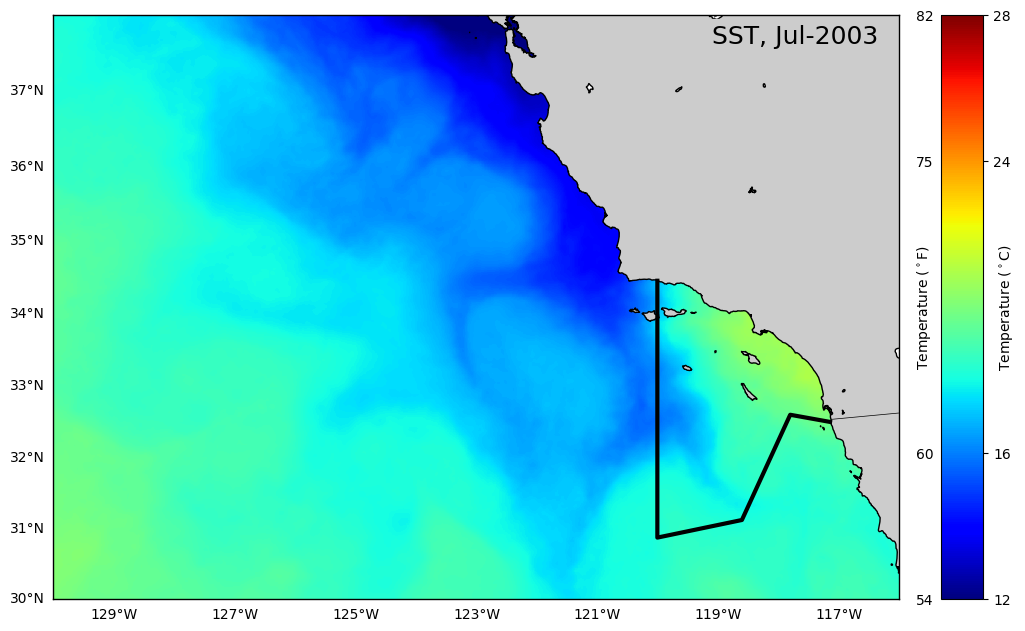 SST, Jul-2003
37°N
36°N
35°N
34°N
33°N
32°N
31°N
30°N
129°W
127°W
125°W
123°W
121°W
119°W
117°W
82
75
60
54
Temperature (°F)
28
24
16
12
Temperature (°C)